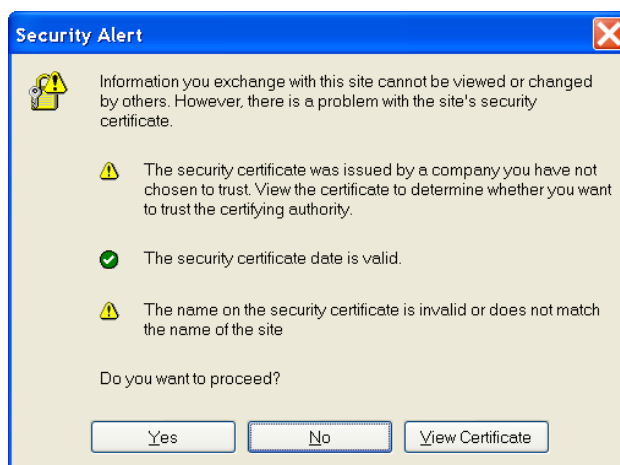 Security Alert
Information you exchange with this site cannot be viewed or changed
by others. However, there is a problem with the site's security
certificate.
The security certificate was issued by a company you have not
chosen to trust. View the certificate to determine whether you want
to trust the certifying authority.
The security certificate date is valid.
The name on the security certificate is invalid or does not match
the name of the site
Do you want to proceed?
Yes No View Certificate